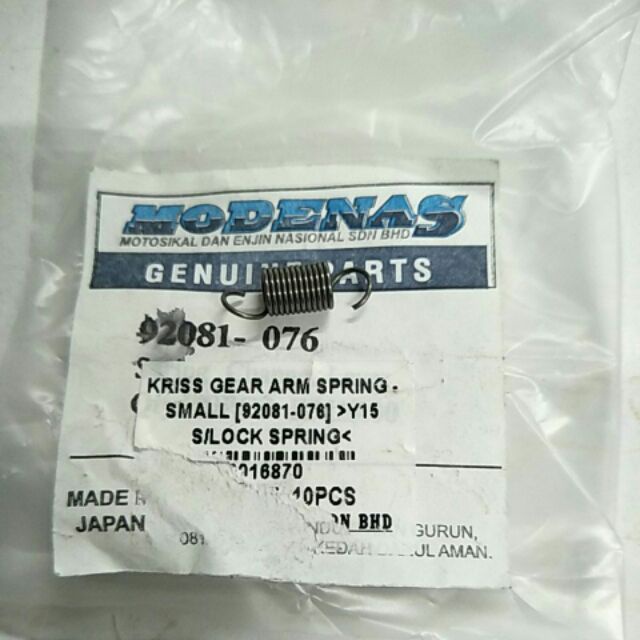 MODENAS
MOTOSIKAL DAN ENJIN NASIONAL SDN BHD
GENUINE PARTS
92081-076
KRISS GEAR ARM SPRING -
SMALL [92081-076] >Y15
S/LOCK SPRING<
016870
MADE 10PCS
JAPAN BHD
GURUN,
KEDAH AMAN.